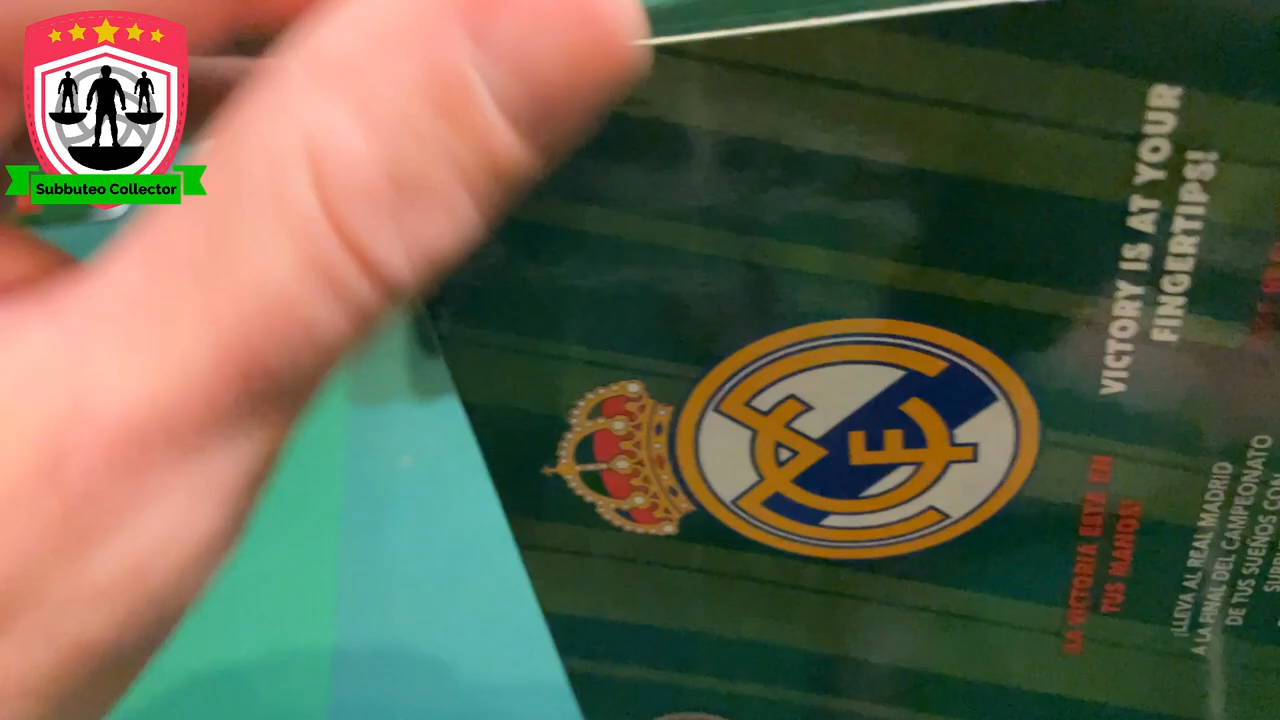 Subbuteo Collector
VICTORY IS AT YOUR
FINGERTIPS!
LA VICTORIA ESTÁ EN
TUS MANOS!
¡LLEVA AL REAL MADRID
A LA FINAL DEL CAMPEONATO
DE TUS SUEÑOS CON